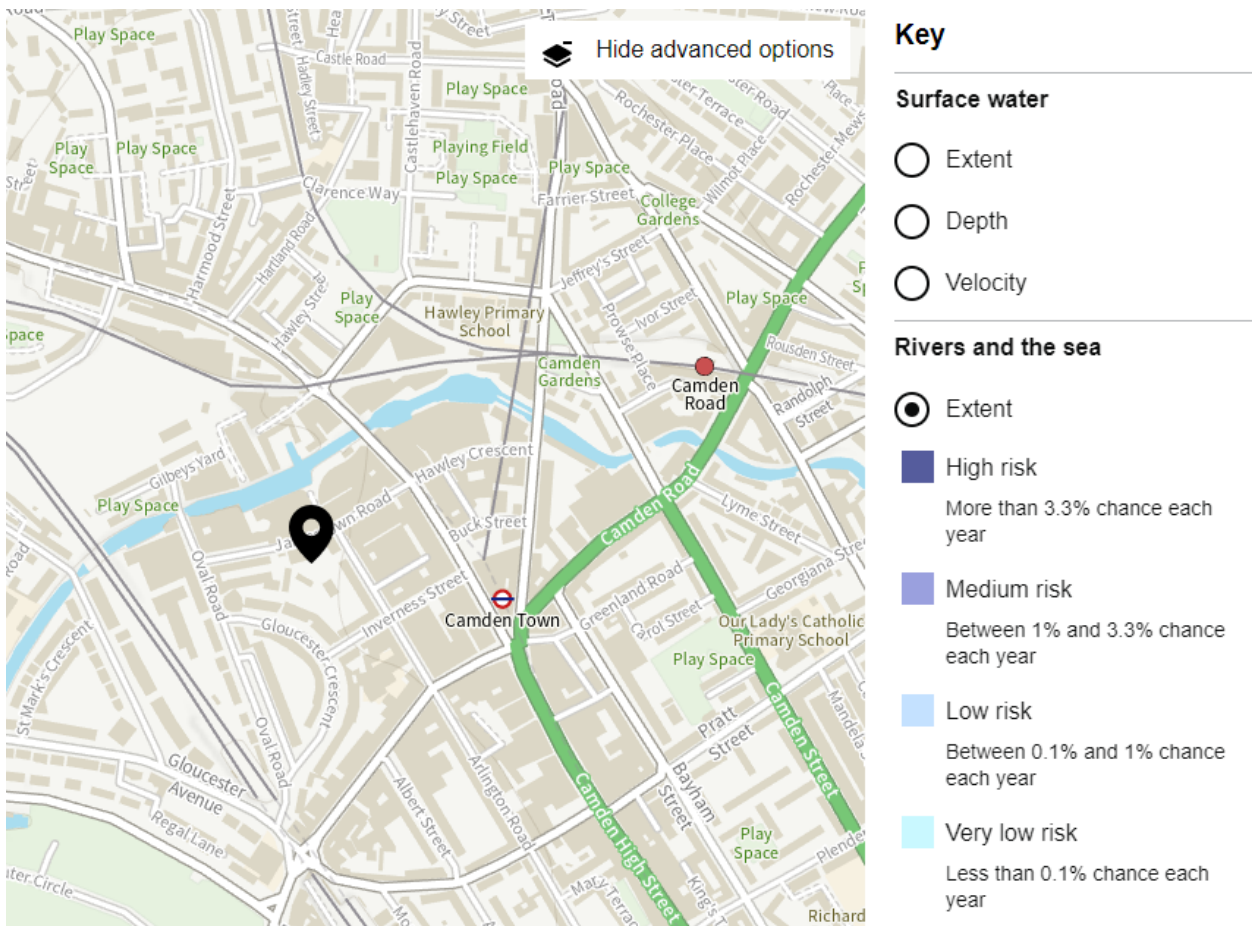 Play Space
Castle Road
Hadley Street
Castlehaven Road
Hide advanced options
Play Space
Rochester Place
Wilmot Place
Rochester Mews
Play
Space
Play Space
Playing Field
Play Space
Play Space
Clarence Way
Farrier Street
College
Gardens
Harmood Street
Hartland Road
Hawley Street
Jeffrey's Street
Play
Space
Hawley Primary
School
Prowse Place
Ivor Street
Play Space
Rousden Street
Camden
Gardens
Camden
Road
Randolph
Street
Gilbeys Yard
Hawley Crescent
Play Space
Buck Street
Camden Road
Lyme Street
Oval Road
Inverness Street
Georgiana
Greenland Road
Carol Street
Camden Town
Our Lady's Catholic
Primary School
Play Space
St Mark's Crescent
Gloucester Crescent
Oval Road
Pratt
Street
Camden Street
Gloucester
Avenue
Regal Lane
Albert Street
Arlington Road
Bayham
Street
Camden High Street
Play
Space
Key
Surface water
Extent
Depth
Velocity
Rivers and the sea
Extent
High risk
More than 3.3% chance each
year
Medium risk
Between 1% and 3.3% chance
each year
Low risk
Between 0.1% and 1% chance
each year
Very low risk
Less than 0.1% chance each
year